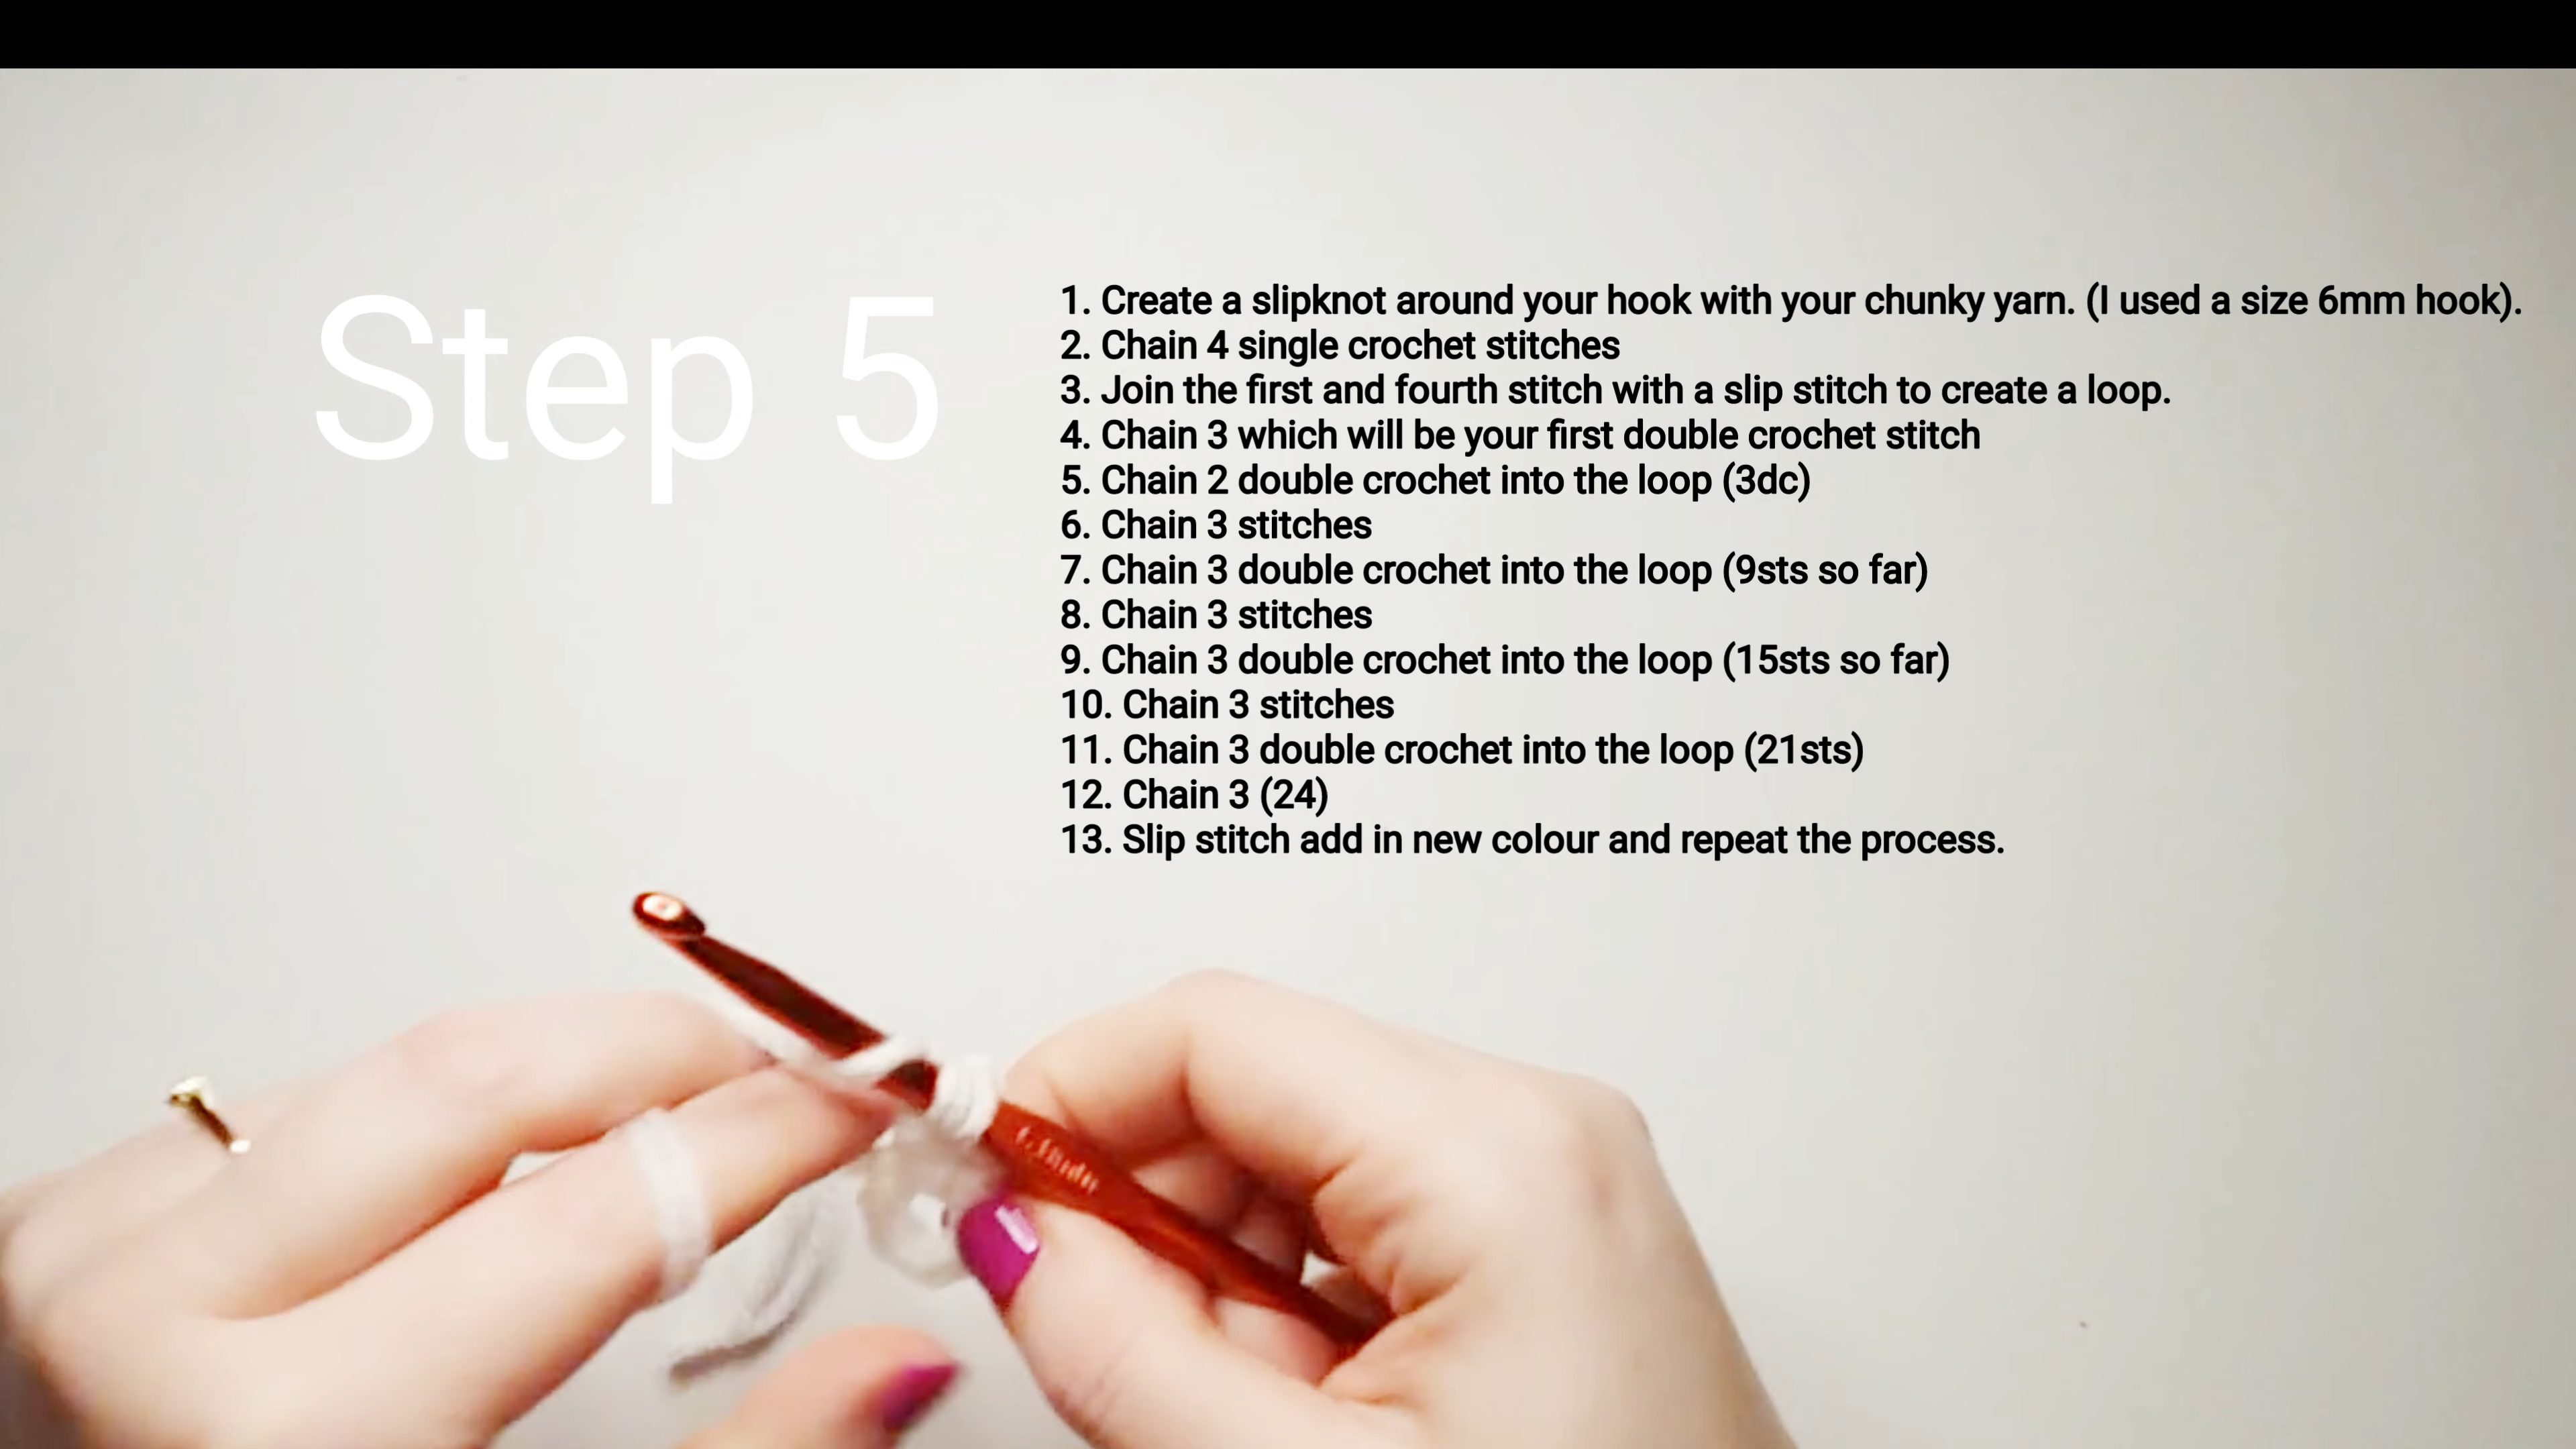 Step 5
1. Create a slipknot around your hook with your chunky yarn. (I used a size 6mm hook).
2. Chain 4 single crochet stitches
3. Join the first and fourth stitch with a slip stitch to create a loop.
4. Chain 3 which will be your first double crochet stitch
5. Chain 2 double crochet into the loop (3dc)
6. Chain 3 stitches
7. Chain 3 double crochet into the loop (9sts so far)
8. Chain 3 stitches
9. Chain 3 double crochet into the loop (15sts so far)
10. Chain 3 stitches
11. Chain 3 double crochet into the loop (21sts)
12. Chain 3 (24)
13. Slip stitch add in new colour and repeat the process.